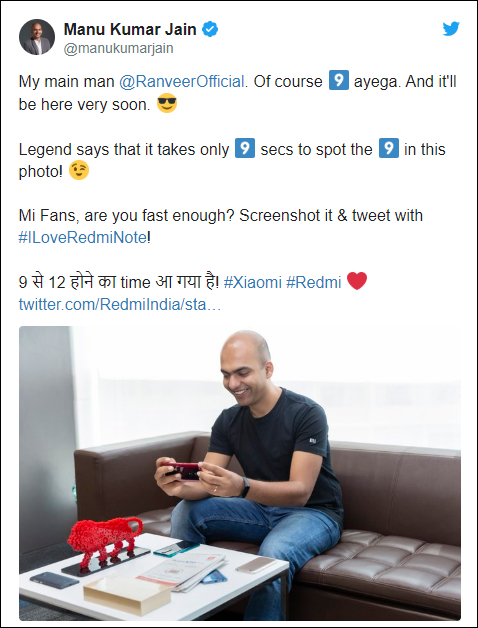 Manu Kumar Jain
@manukumarjain
My main man @RanveerOfficial. Of course 9️⃣ ayega. And it'll
be here very soon. 😎
Legend says that it takes only 9️⃣ secs to spot the 9️⃣ in this
photo! 😉
Mi Fans, are you fast enough? Screenshot it & tweet with
#ILoveRedmiNote!
9 से 12 होने का time आ गया है! #Xiaomi #Redmi ❤️
twitter.com/RedmiIndia/sta…